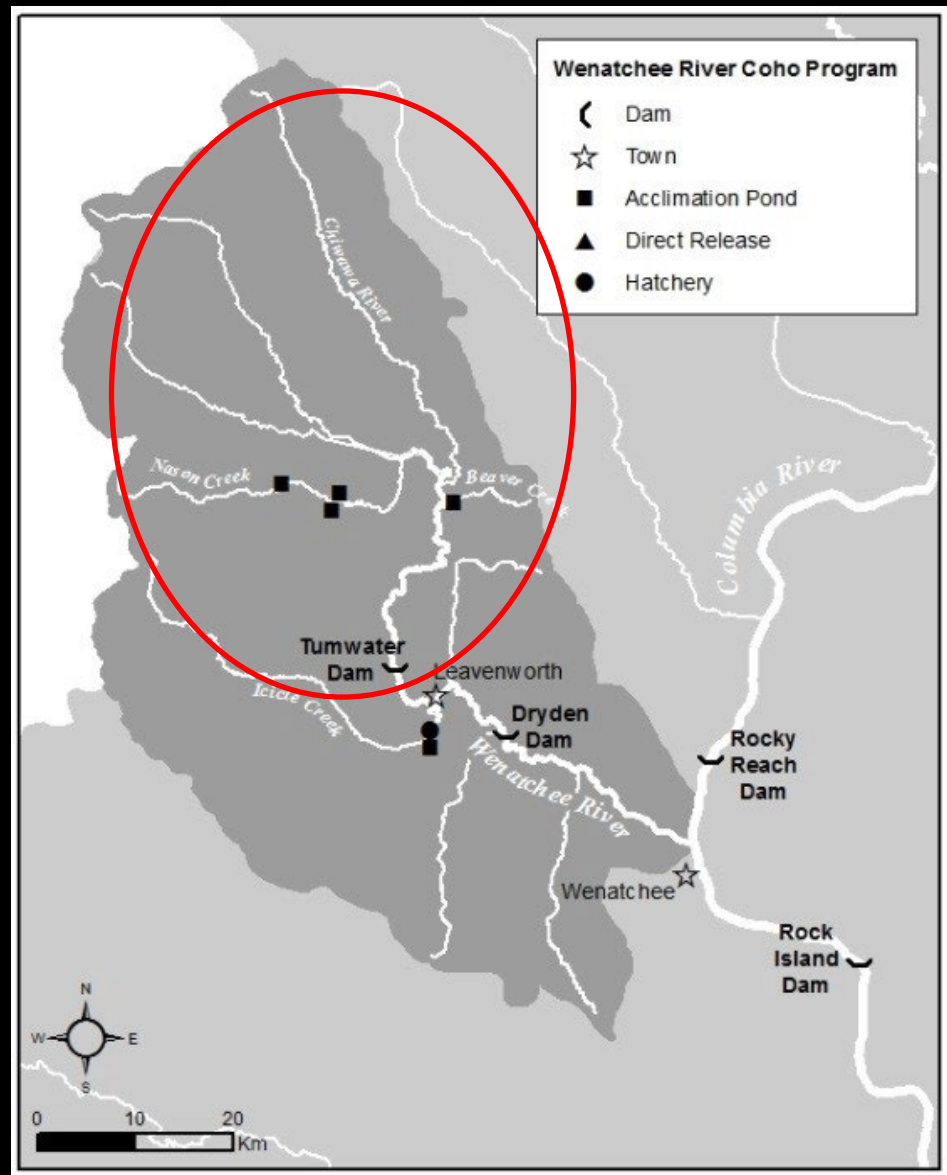 Wenatchee River Coho Program
Dam
Town
Acclimation Pond
Direct Release
Hatchery
Chiwawa River
Nason Creek
Beaver Creek
Columbia River
Tumwater
Dam
Leavenworth
Icicle Creek
Dryden
Dam
Wenatchee River
Rocky
Reach
Dam
Wenatchee
Rock
Island
Dam
N
W
E
S
0
10
20
Km